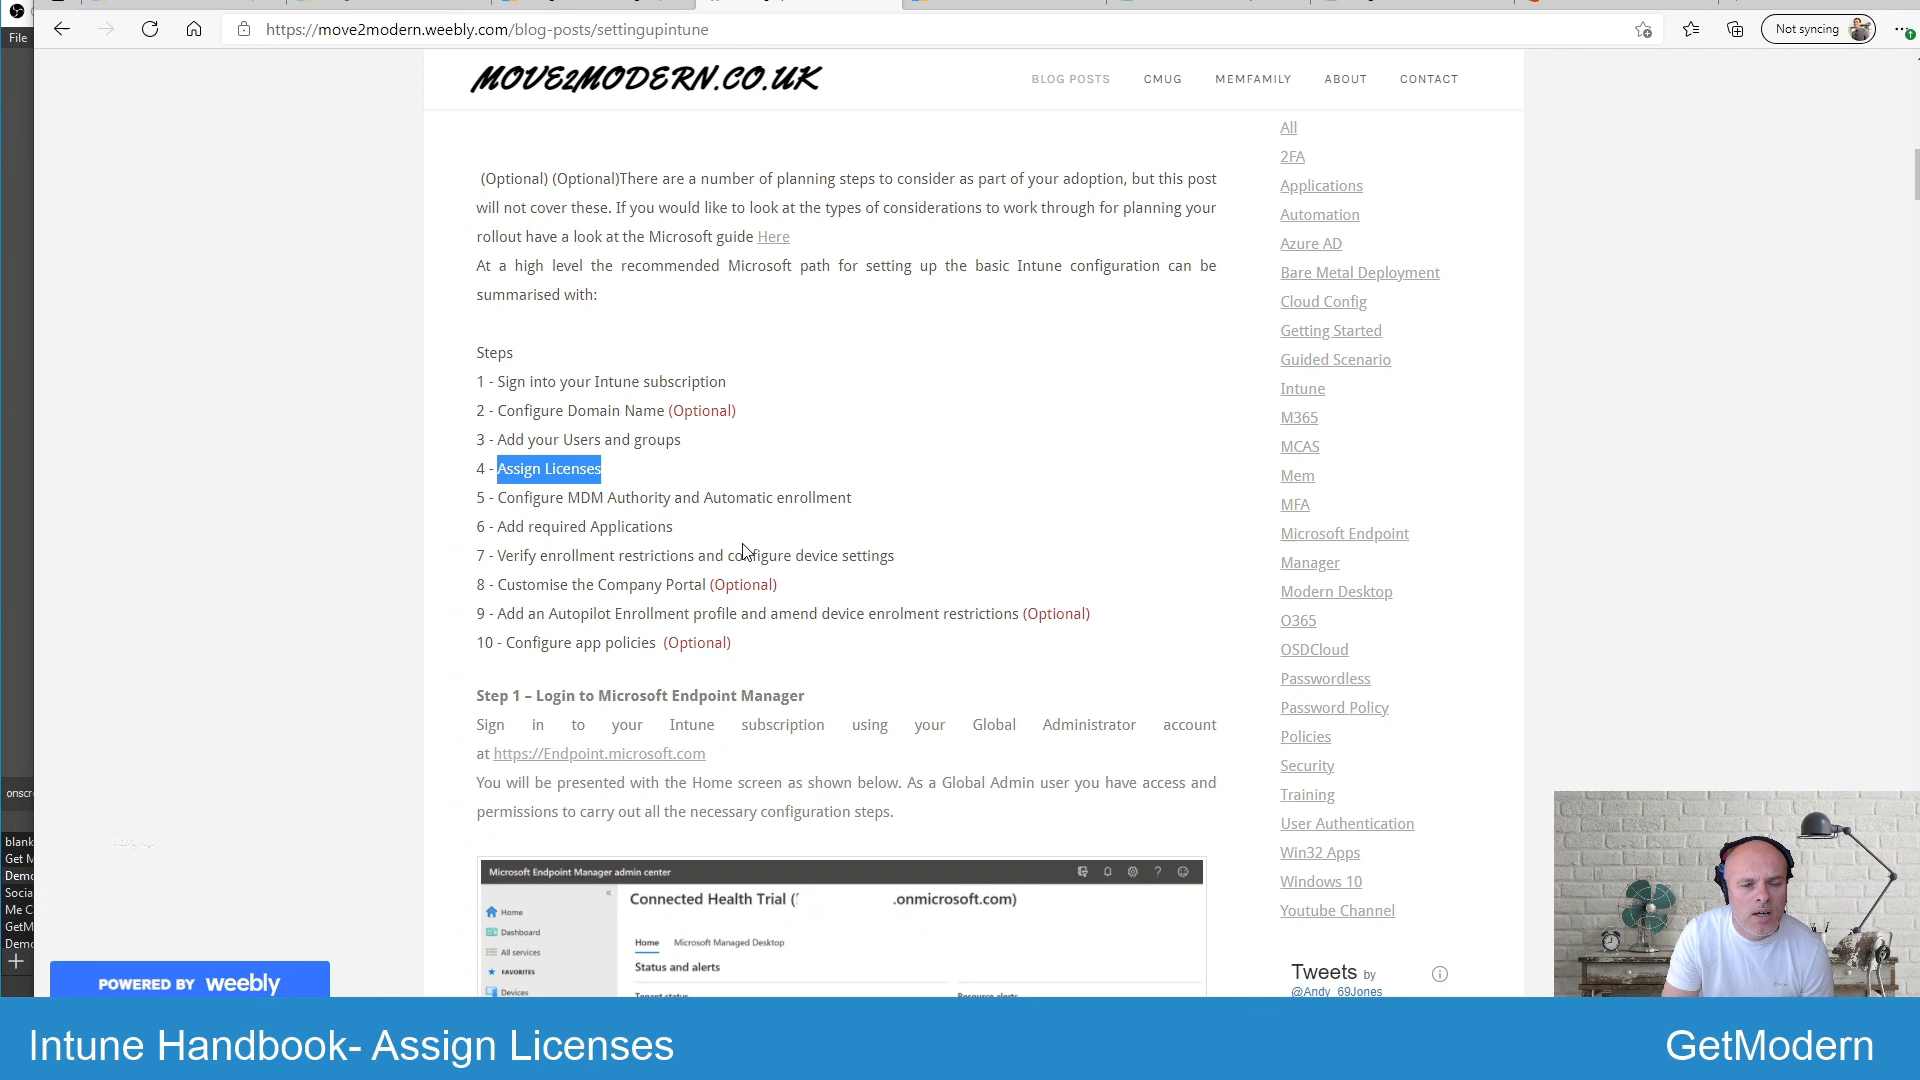 File
https://move2modern.weebly.com/blog-posts/settingupintune
Not syncing
MOVE2MODERN.CO.UK
BLOG POSTS
CMUG
MEMFAMILY
ABOUT
CONTACT
(Optional) (Optional)There are a number of planning steps to consider as part of your adoption, but this post
will not cover these. If you would like to look at the types of considerations to work through for planning your
rollout have a look at the Microsoft guide Here
At a high level the recommended Microsoft path for setting up the basic Intune configuration can be
summarised with:
Steps
1 - Sign into your Intune subscription
2 - Configure Domain Name (Optional)
3 - Add your Users and groups
4 - Assign Licenses
5 - Configure MDM Authority and Automatic enrollment
6 - Add required Applications
7 - Verify enrollment restrictions and configure device settings
8 - Customise the Company Portal (Optional)
9 - Add an Autopilot Enrollment profile and amend device enrolment restrictions (Optional)
10 - Configure app policies (Optional)
Step 1 – Login to Microsoft Endpoint Manager
Sign in to your Intune subscription using your Global Administrator account
at https://Endpoint.microsoft.com
You will be presented with the Home screen as shown below. As a Global Admin user you have access and
permissions to carry out all the necessary configuration steps.
Microsoft Endpoint Manager admin center
Home
Dashboard
All services
FAVORITES
Devices
Connected Health Trial ( .onmicrosoft.com)
Home Microsoft Managed Desktop
Status and alerts
Tenant status
Resource alerts
All
2FA
Applications
Automation
Azure AD
Bare Metal Deployment
Cloud Config
Getting Started
Guided Scenario
Intune
M365
MCAS
Mem
MFA
Microsoft Endpoint
Manager
Modern Desktop
O365
OSDCloud
Passwordless
Password Policy
Policies
Security
Training
User Authentication
Win32 Apps
Windows 10
Youtube Channel
Tweets by
@Andy_69Jones
onscr
blank
Get M
Demo
Socia
Me C
GetM
Demo
POWERED BY weebly
Intune Handbook- Assign Licenses
GetModern